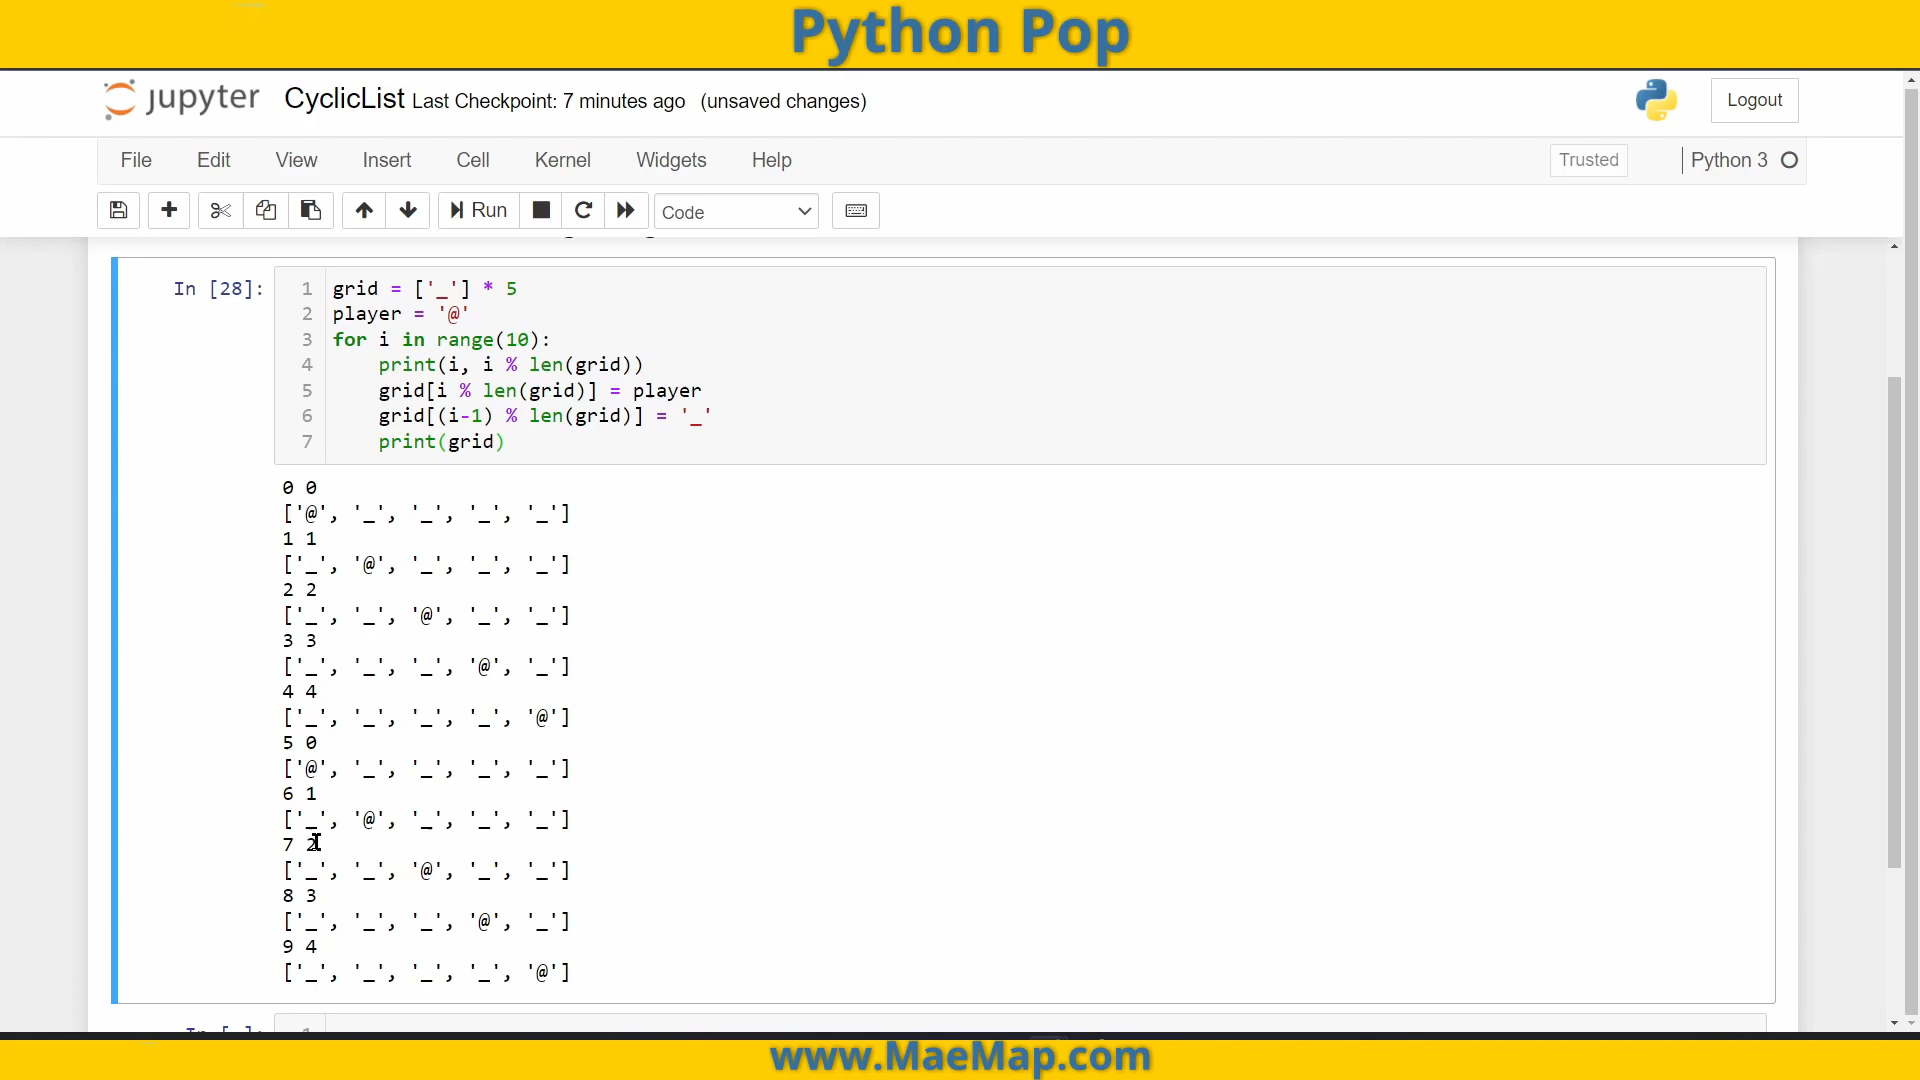 Python Pop
jupyter CyclicList Last Checkpoint: 7 minutes ago (unsaved changes) Logout
File Edit View Insert Cell Kernel Widgets Help Trusted Python 3
Run Code
In [28]:
1 grid = ['_'] * 5
2 player = '@'
3 for i in range(10):
4     print(i, i % len(grid))
5     grid[i % len(grid)] = player
6     grid[(i-1) % len(grid)] = '_'
7     print(grid)
0 0
['@', '_', '_', '_', '_']
1 1
['_', '@', '_', '_', '_']
2 2
['_', '_', '@', '_', '_']
3 3
['_', '_', '_', '@', '_']
4 4
['_', '_', '_', '_', '@']
5 0
['@', '_', '_', '_', '_']
6 1
['_', '@', '_', '_', '_']
7 2
['_', '_', '@', '_', '_']
8 3
['_', '_', '_', '@', '_']
9 4
['_', '_', '_', '_', '@']
In [ ]: 1
www.MaeMap.com